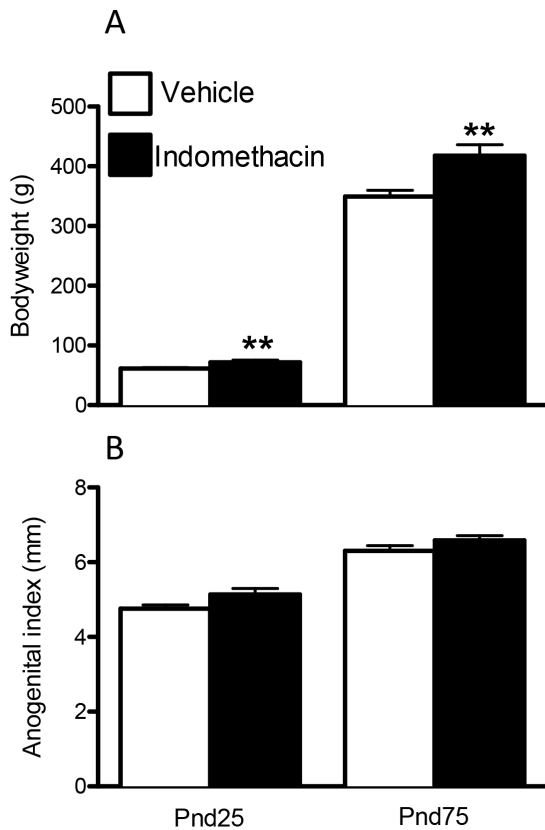 A
Vehicle
Indomethacin
Bodyweight (g)
500
400
300
200
100
0
**
**
B
Anogenital index (mm)
8
6
4
2
0
Pnd25
Pnd75